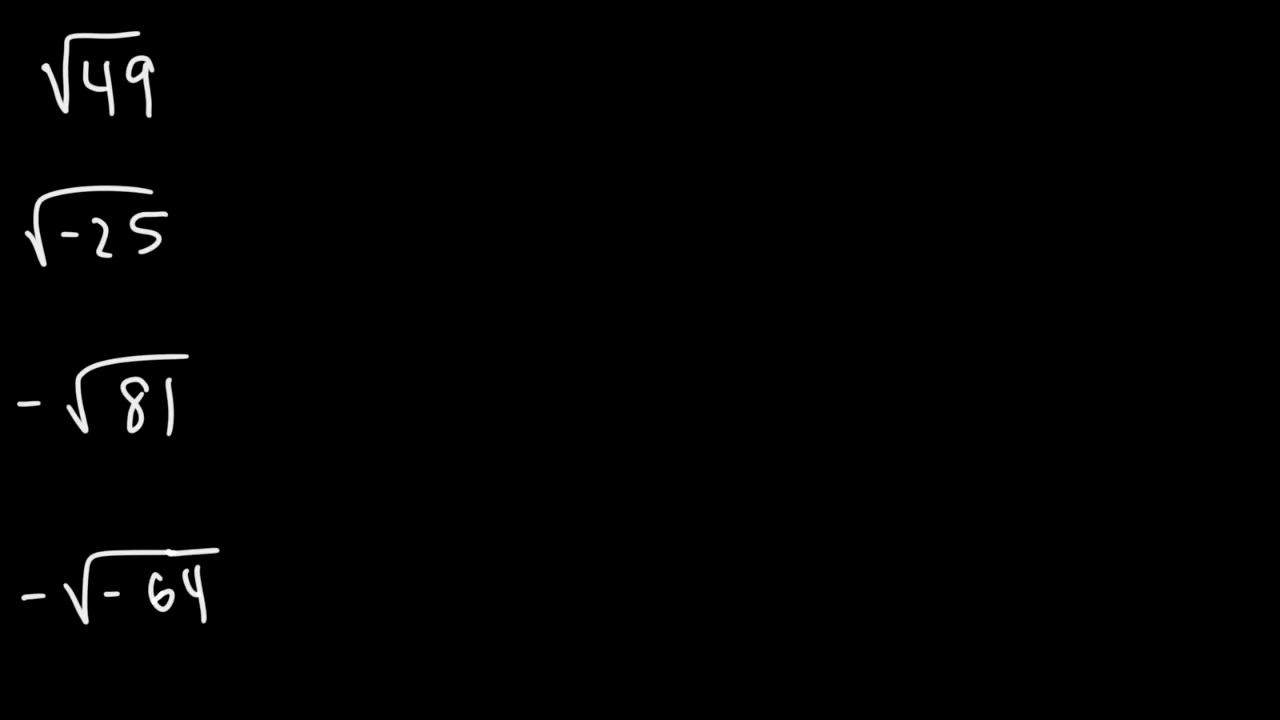 √49
√-25
- √81
- √- 64